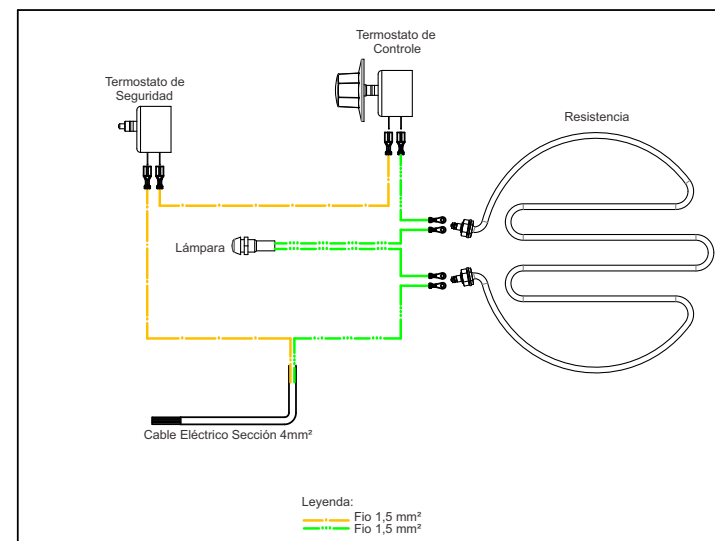 Termostato de
Controle
Termostato de
Seguridad
Resistencia
Lámpara
Cable Eléctrico Sección 4mm²
Leyenda:
Fio 1,5 mm²
Fio 1,5 mm²